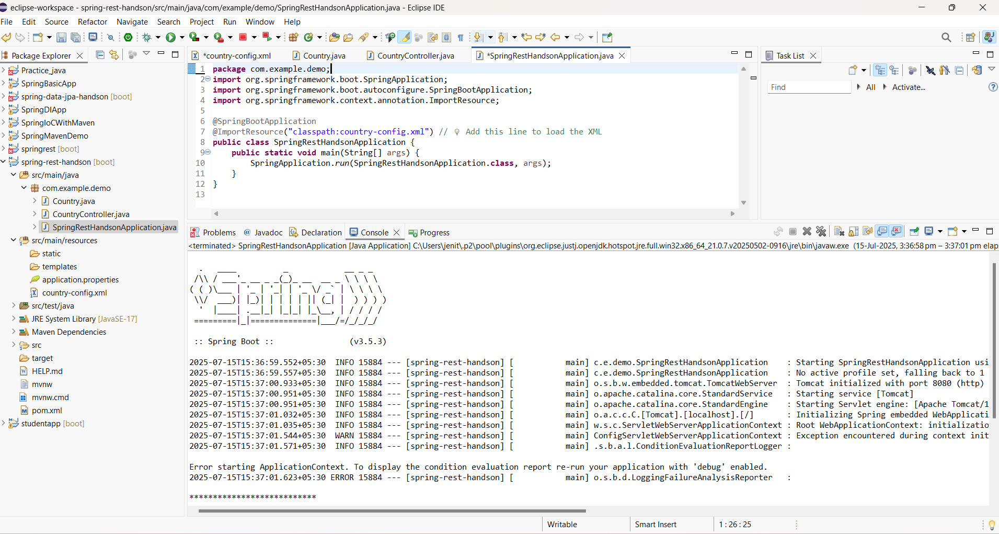 eclipse-workspace - spring-rest-handson/src/main/java/com/example/demo/SpringRestHandsonApplication.java - Eclipse IDE
File Edit Source Refactor Navigate Search Project Run Window Help
Package Explorer
Practice_java
SpringBasicApp
spring-data-jpa-handson [boot]
SpringDIApp
SpringIoCWithMaven
SpringMavenDemo
springrest [boot]
spring-rest-handson [boot]
src/main/java
com.example.demo
Country.java
CountryController.java
SpringRestHandsonApplication.java
src/main/resources
static
templates
application.properties
country-config.xml
src/test/java
JRE System Library [JavaSE-17]
Maven Dependencies
src
target
HELP.md
mvnw
mvnw.cmd
pom.xml
studentapp [boot]
*country-config.xml Country.java CountryController.java *SpringRestHandsonApplication.java
1 package com.example.demo;
2 import org.springframework.boot.SpringApplication;
3 import org.springframework.boot.autoconfigure.SpringBootApplication;
4 import org.springframework.context.annotation.ImportResource;
5
6 @SpringBootApplication
7 @ImportResource("classpath:country-config.xml") // 💡 Add this line to load the XML
8 public class SpringRestHandsonApplication {
9 public static void main(String[] args) {
10 SpringApplication.run(SpringRestHandsonApplication.class, args);
11 }
12 }
13
Task List
Find All Activate...
Problems Javadoc Declaration Console Progress
<terminated> SpringRestHandsonApplication [Java Application] C:\Users\jenit\.p2\pool\plugins\org.eclipse.justj.openjdk.hotspot.jre.full.win32.x86_64_21.0.7.v20250502-0916\jre\bin\javaw.exe (15-Jul-2025, 3:36:58 pm – 3:37:01 pm elap
  .   ____          _            __ _ _
 /\\ / ___'_ __ _ _(_)_ __  __ _ \ \ \ \
( ( )\___ | '_ | '_| | '_ \/ _` | \ \ \ \
 \\/  ___)| |_)| | | | | || (_| |  ) ) ) )
  '  |____| .__|_| |_|_| |_\__, | / / / /
 =========|_|==============|___/=/_/_/_/
:: Spring Boot :: (v3.5.3)
2025-07-15T15:36:59.552+05:30 INFO 15884 --- [spring-rest-handson] [ main] c.e.demo.SpringRestHandsonApplication : Starting SpringRestHandsonApplication usi
2025-07-15T15:36:59.557+05:30 INFO 15884 --- [spring-rest-handson] [ main] c.e.demo.SpringRestHandsonApplication : No active profile set, falling back to 1
2025-07-15T15:37:00.933+05:30 INFO 15884 --- [spring-rest-handson] [ main] o.s.b.w.embedded.tomcat.TomcatWebServer : Tomcat initialized with port 8080 (http)
2025-07-15T15:37:00.951+05:30 INFO 15884 --- [spring-rest-handson] [ main] o.apache.catalina.core.StandardService : Starting service [Tomcat]
2025-07-15T15:37:00.951+05:30 INFO 15884 --- [spring-rest-handson] [ main] o.apache.catalina.core.StandardEngine : Starting Servlet engine: [Apache Tomcat/1
2025-07-15T15:37:01.032+05:30 INFO 15884 --- [spring-rest-handson] [ main] o.a.c.c.C.[Tomcat].[localhost].[/] : Initializing Spring embedded WebApplicati
2025-07-15T15:37:01.035+05:30 INFO 15884 --- [spring-rest-handson] [ main] w.s.c.ServletWebServerApplicationContext : Root WebApplicationContext: initializatio
2025-07-15T15:37:01.544+05:30 WARN 15884 --- [spring-rest-handson] [ main] ConfigServletWebServerApplicationContext : Exception encountered during context init
2025-07-15T15:37:01.571+05:30 INFO 15884 --- [spring-rest-handson] [ main] .s.b.a.l.ConditionEvaluationReportLogger :
Error starting ApplicationContext. To display the condition evaluation report re-run your application with 'debug' enabled.
2025-07-15T15:37:01.623+05:30 ERROR 15884 --- [spring-rest-handson] [ main] o.s.b.d.LoggingFailureAnalysisReporter :
***************************
Writable Smart Insert 1 : 26 : 25